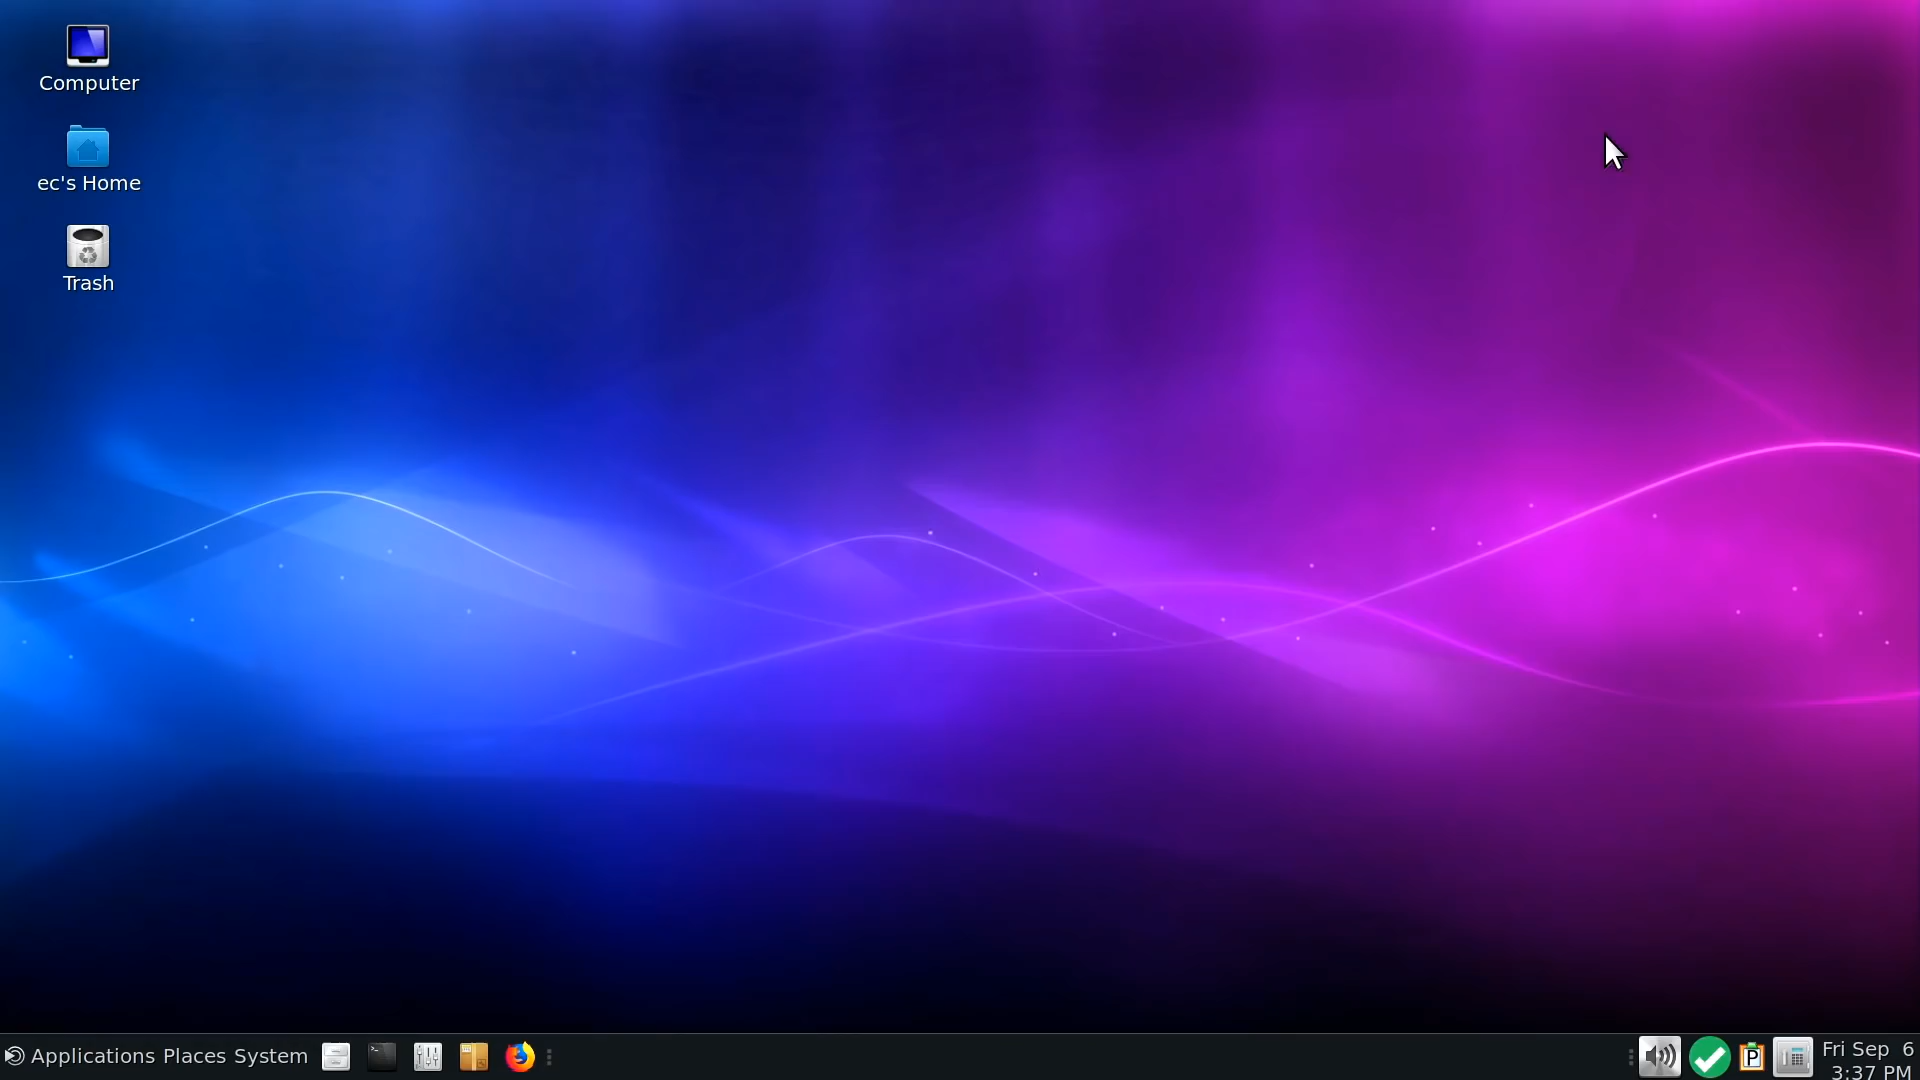 Computer
ec's Home
Trash
Applications Places System
Fri Sep 6
3:37 PM
P